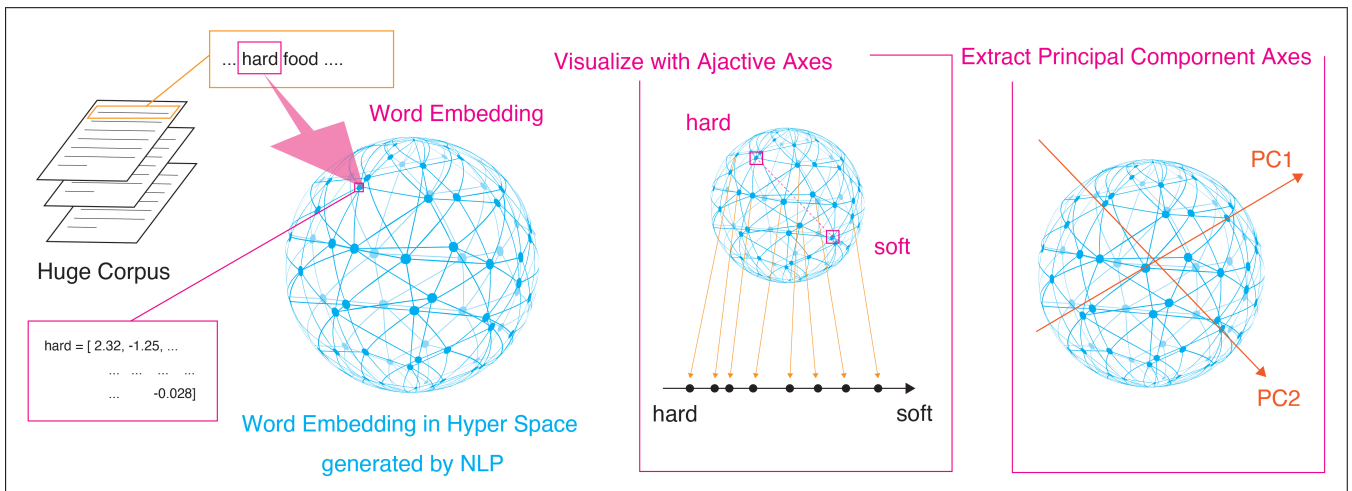 ... hard food ....
Huge Corpus
Word Embedding
hard = [ 2.32, -1.25, ...
... ... ... ...
... -0.028]
Word Embedding in Hyper Space
generated by NLP
Visualize with Ajactive Axes
hard
soft
hard
soft
Extract Principal Compornent Axes
PC1
PC2